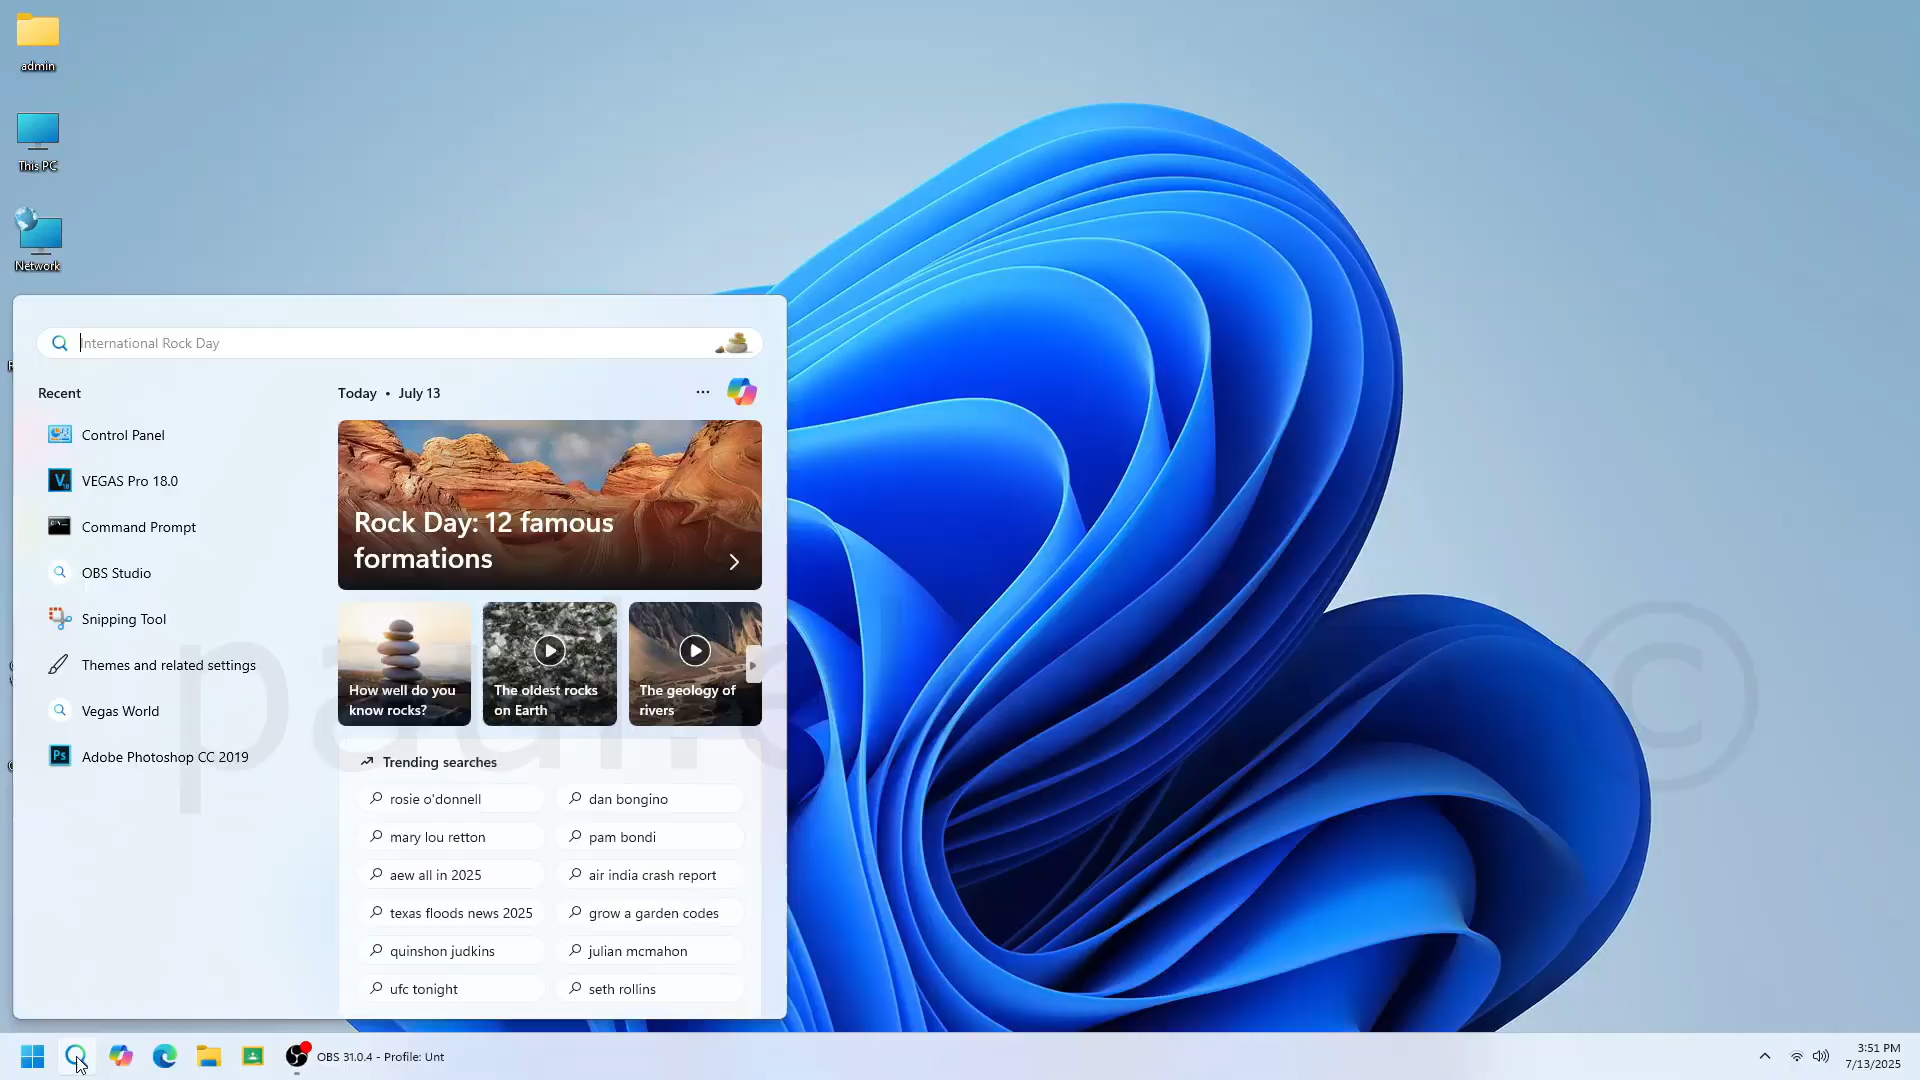 admin
This PC
Network
International Rock Day
Recent
Today • July 13
Control Panel
VEGAS Pro 18.0
Command Prompt
OBS Studio
Snipping Tool
Themes and related settings
Vegas World
Adobe Photoshop CC 2019
Rock Day: 12 famous
formations
How well do you
know rocks?
The oldest rocks
on Earth
The geology of
rivers
Trending searches
rosie o'donnell
dan bongino
mary lou retton
pam bondi
aew all in 2025
air india crash report
texas floods news 2025
grow a garden codes
quinshon judkins
julian mcmahon
ufc tonight
seth rollins
OBS 31.0.4 - Profile: Unt
3:51 PM
7/13/2025